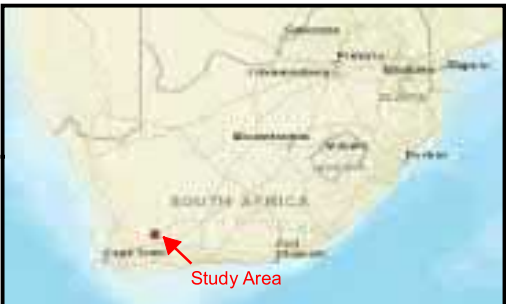 Gaborone
Pretoria
Johannesburg
Mbabane
Maputo
Bloemfontein
Maseru
Durban
SOUTH AFRICA
Cape Town
Port
Elizabeth
Study Area